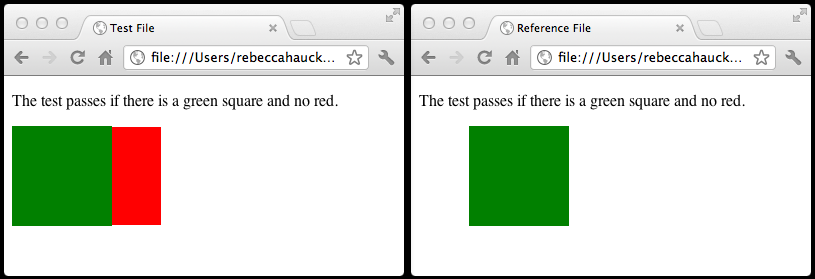 Test File
file:///Users/rebeccahauck...
The test passes if there is a green square and no red.
Reference File
file:///Users/rebeccahauck...
The test passes if there is a green square and no red.